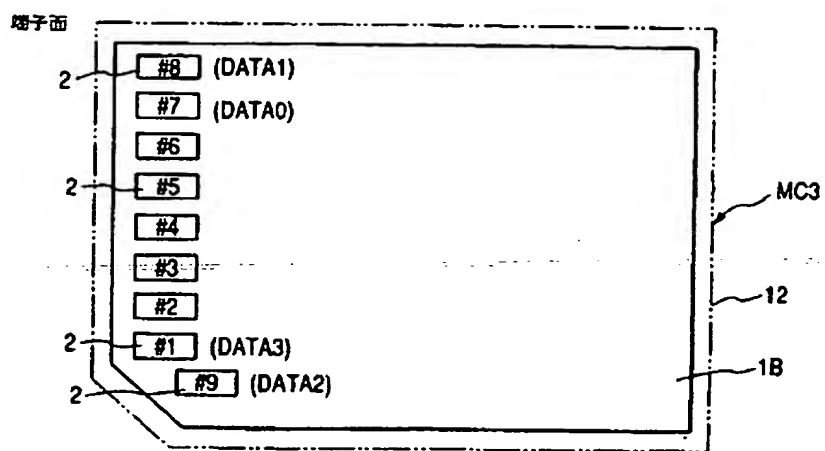 端子面
2 #8 (DATA1)
#7 (DATA0)
#6
2 #5
MC3
#4
#3
12
#2
2 #1 (DATA3)
1B
2 #9 (DATA2)